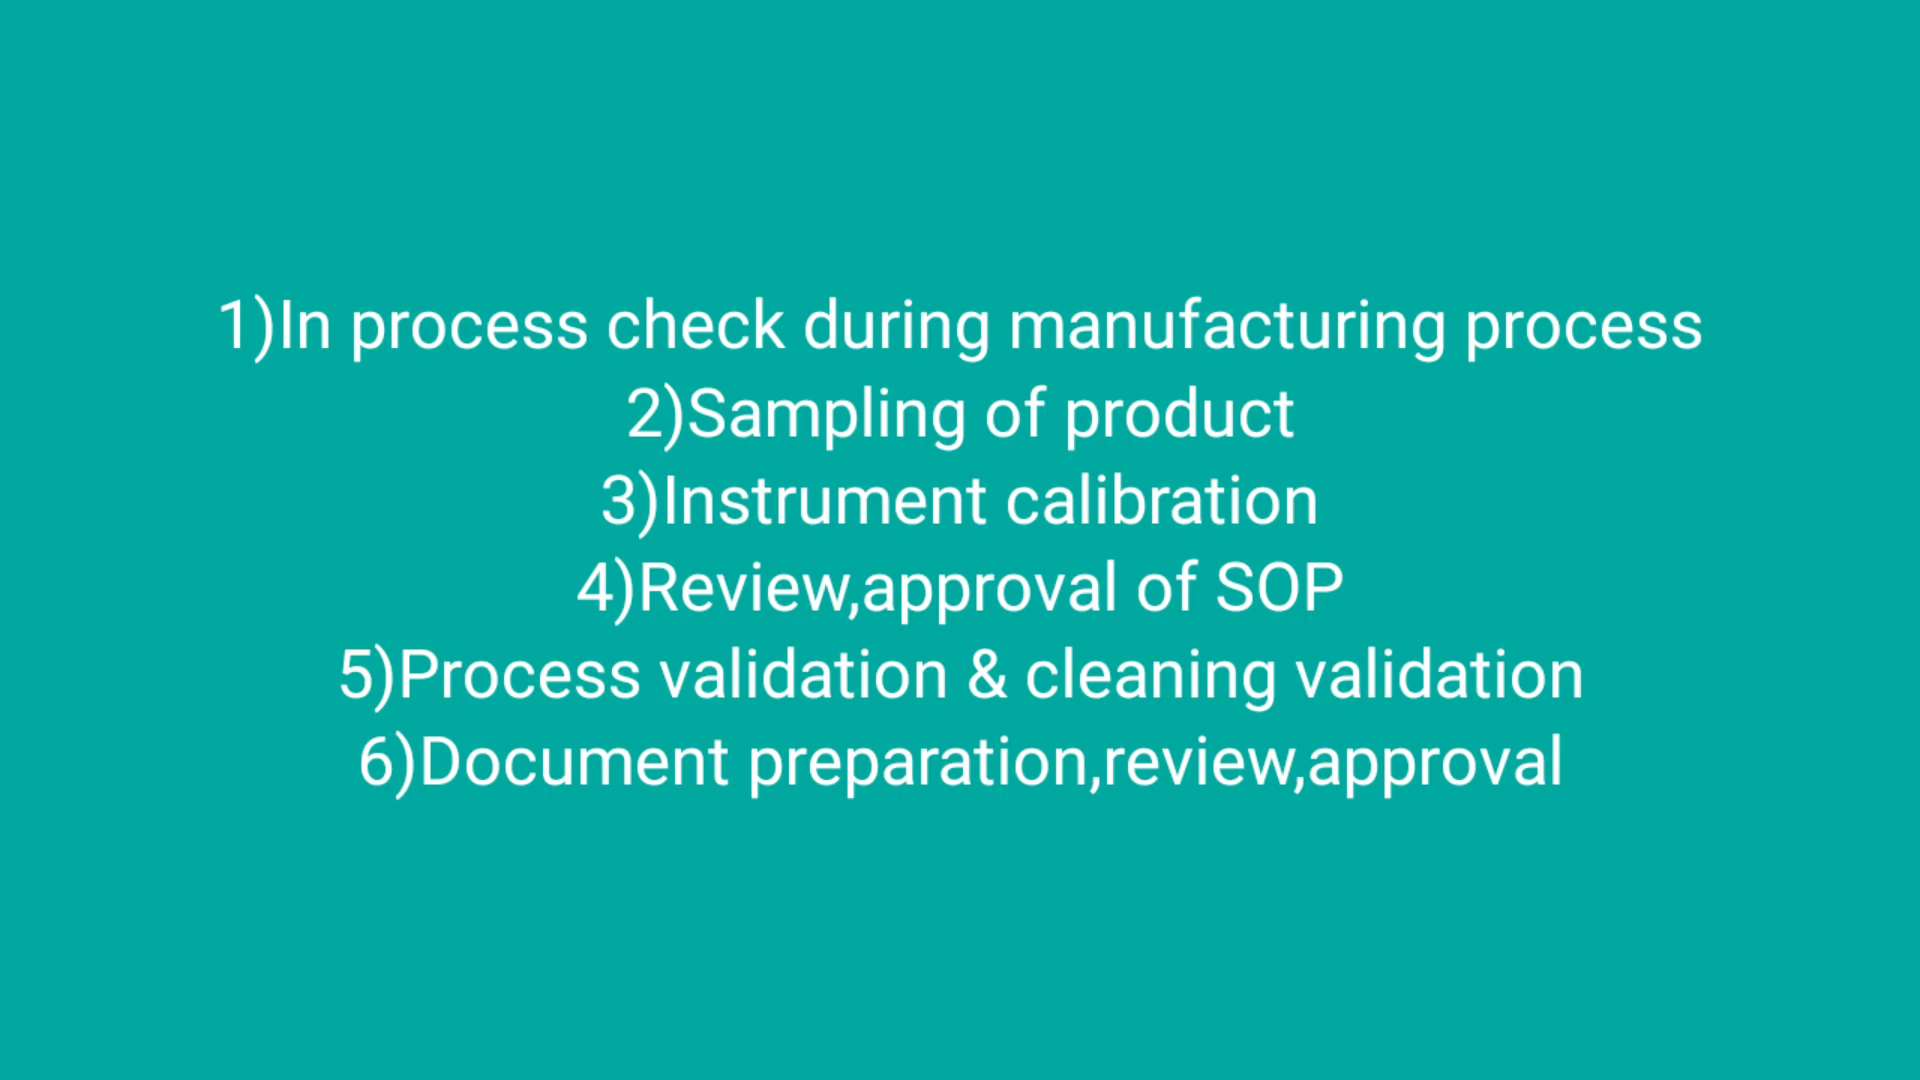 1)In process check during manufacturing process
2)Sampling of product
3)Instrument calibration
4)Review,approval of SOP
5)Process validation & cleaning validation
6)Document preparation,review,approval